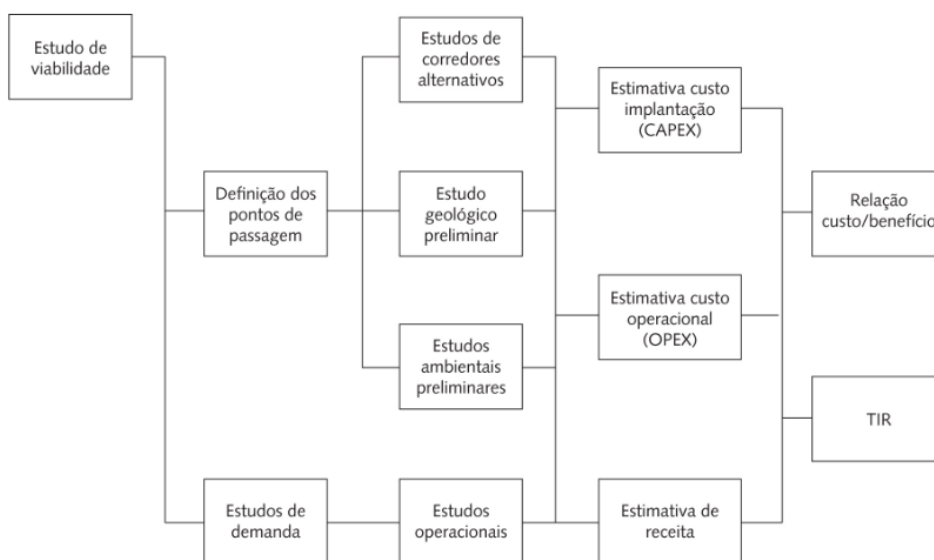 Estudo de
viabilidade
Definição dos
pontos de
passagem
Estudos de
demanda
Estudos de
corredores
alternativos
Estudo
geológico
preliminar
Estudos
ambientais
preliminares
Estudos
operacionais
Estimativa custo
implantação
(CAPEX)
Estimativa custo
operacional
(OPEX)
Estimativa de
receita
Relação
custo/benefício
TIR